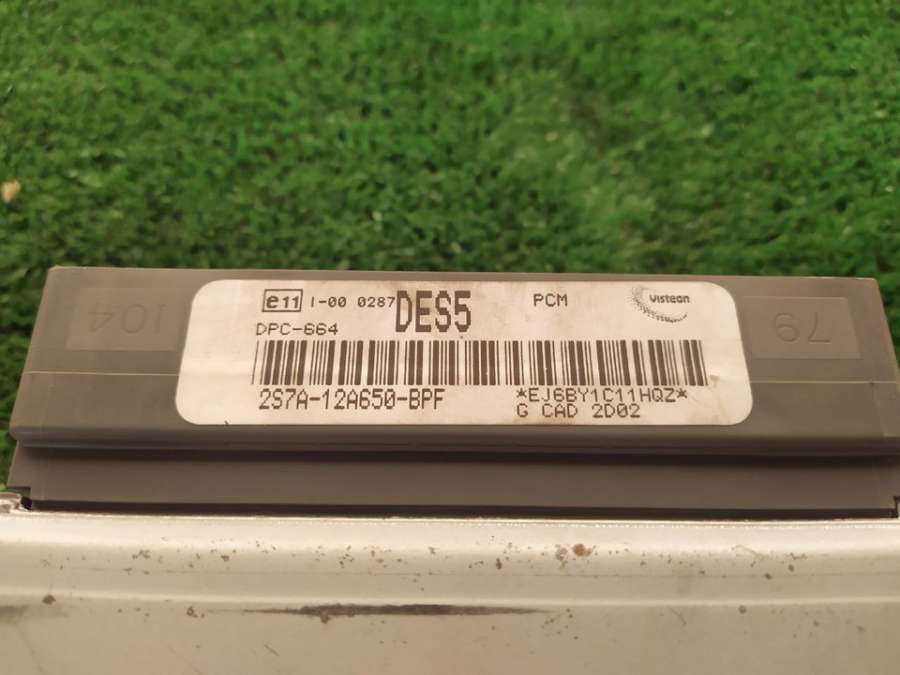 e11 I-00 0287 DES5 PCM Visteon
DPC-664
2S7A-12A650-BPF *EJ6BY1C11HQZ*
G CAD 2D02
104
79